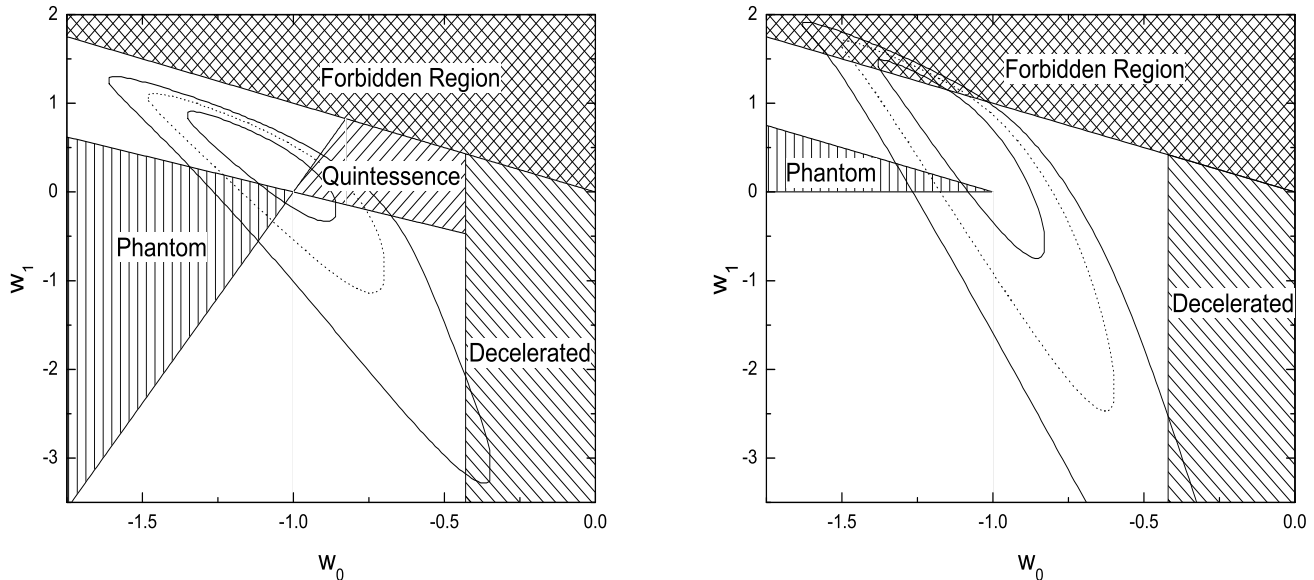 2
1
0
-1
-2
-3
-1.5
-1.0
-0.5
0.0
w1
w0
Forbidden Region
Quintessence
Phantom
Decelerated
2
1
0
-1
-2
-3
-1.5
-1.0
-0.5
0.0
w1
w0
Forbidden Region
Phantom
Decelerated